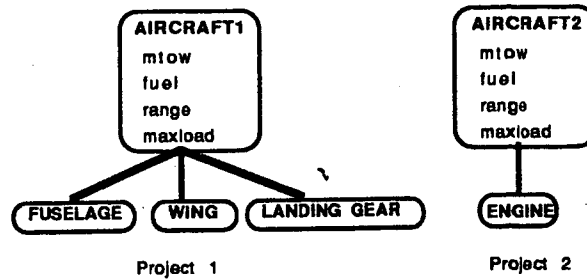 AIRCRAFT1
mtow
fuel
range
maxload
FUSELAGE
WING
LANDING GEAR
Project 1
AIRCRAFT2
mtow
fuel
range
maxload
ENGINE
Project 2